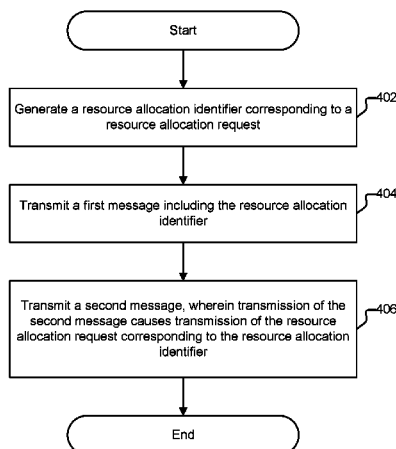 Start
402
Generate a resource allocation identifier corresponding to a
resource allocation request
404
Transmit a first message including the resource allocation
identifier
Transmit a second message, wherein transmission of the
second message causes transmission of the resource
allocation request corresponding to the resource allocation
identifier
406
End